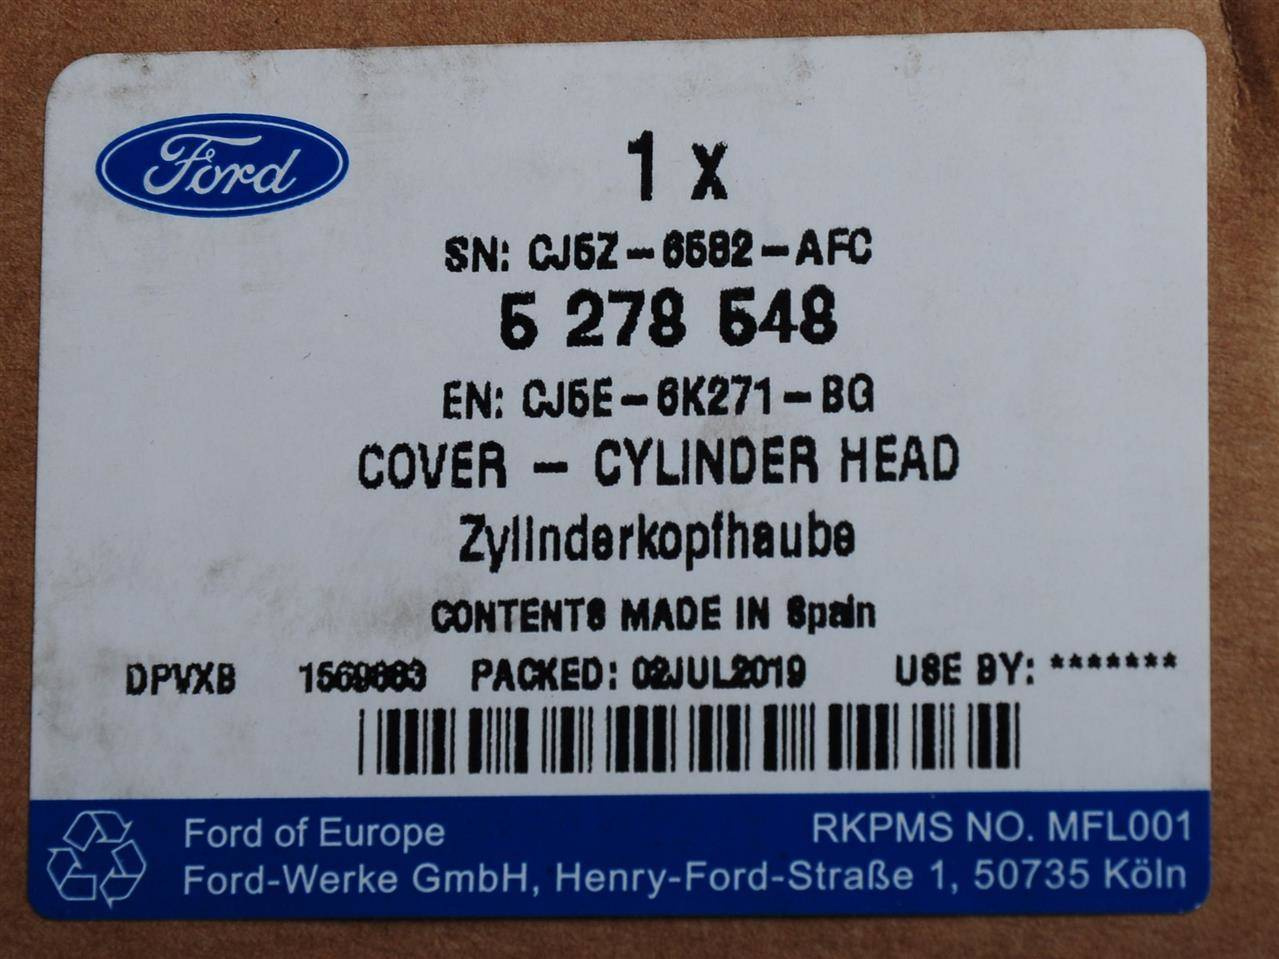 Ford
1 x
SN: CJ5Z-6582-AFC
5 278 548
EN: CJ5E-6K271-BG
COVER - CYLINDER HEAD
Zylinderkopfhaube
CONTENTS MADE IN Spain
DPVXB PACKED: 02JUL2019 USE BY: *******
Ford of Europe RKPMS NO. MFL001
Ford-Werke GmbH, Henry-Ford-Straße 1, 50735 Köln